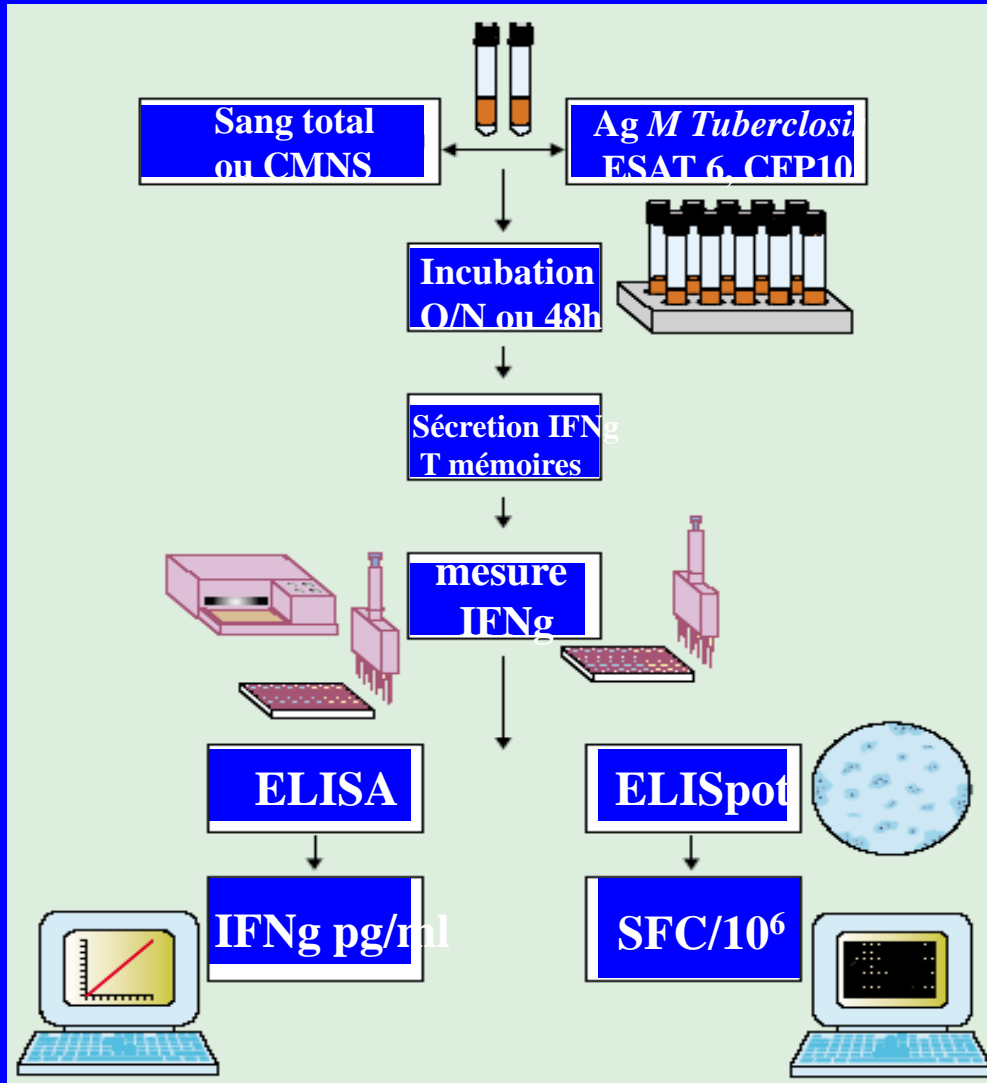 Sang total
ou CMNS
Ag M Tuberclosi
ESAT 6, CFP10
Incubation
O/N ou 48h
Sécretion IFNg
T mémoires
mesure
IFNg
ELISA
ELISpot
IFNg pg/ml
SFC/10⁶